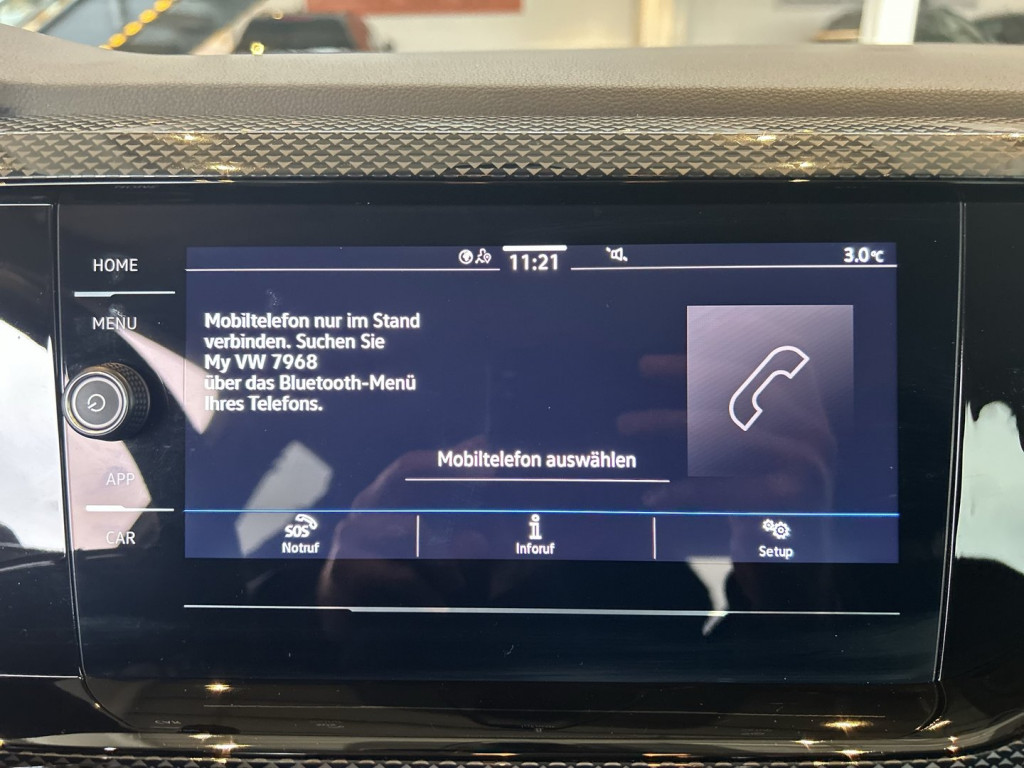 HOME
MENU
APP
CAR
11:21
3.0°C
Mobiltelefon nur im Stand
verbinden. Suchen Sie
My VW 7968
über das Bluetooth-Menü
Ihres Telefons.
Mobiltelefon auswählen
SOS
Notruf
Inforuf
Setup